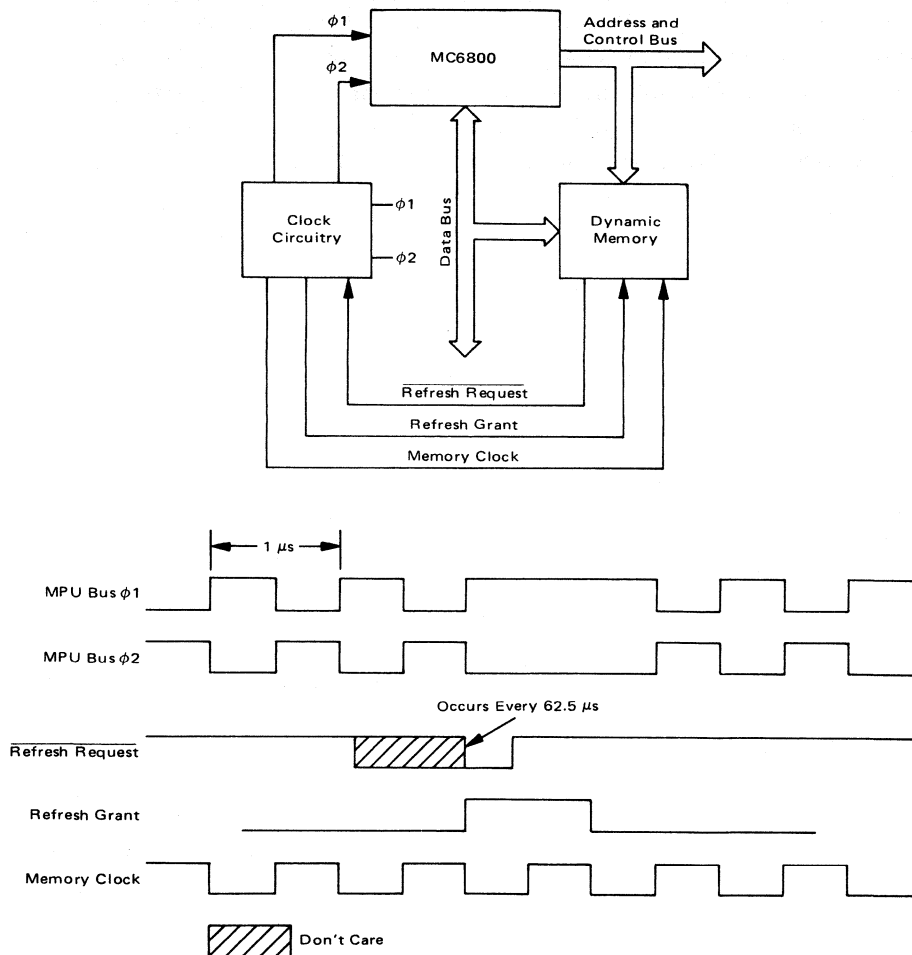 ϕ1
Address and
Control Bus
MC6800
ϕ2
Clock
Circuitry
ϕ1
ϕ2
Data Bus
Dynamic
Memory
Refresh Request
Refresh Grant
Memory Clock
1 μs
MPU Bus ϕ1
MPU Bus ϕ2
Occurs Every 62.5 μs
Refresh Request
Refresh Grant
Memory Clock
Don't Care